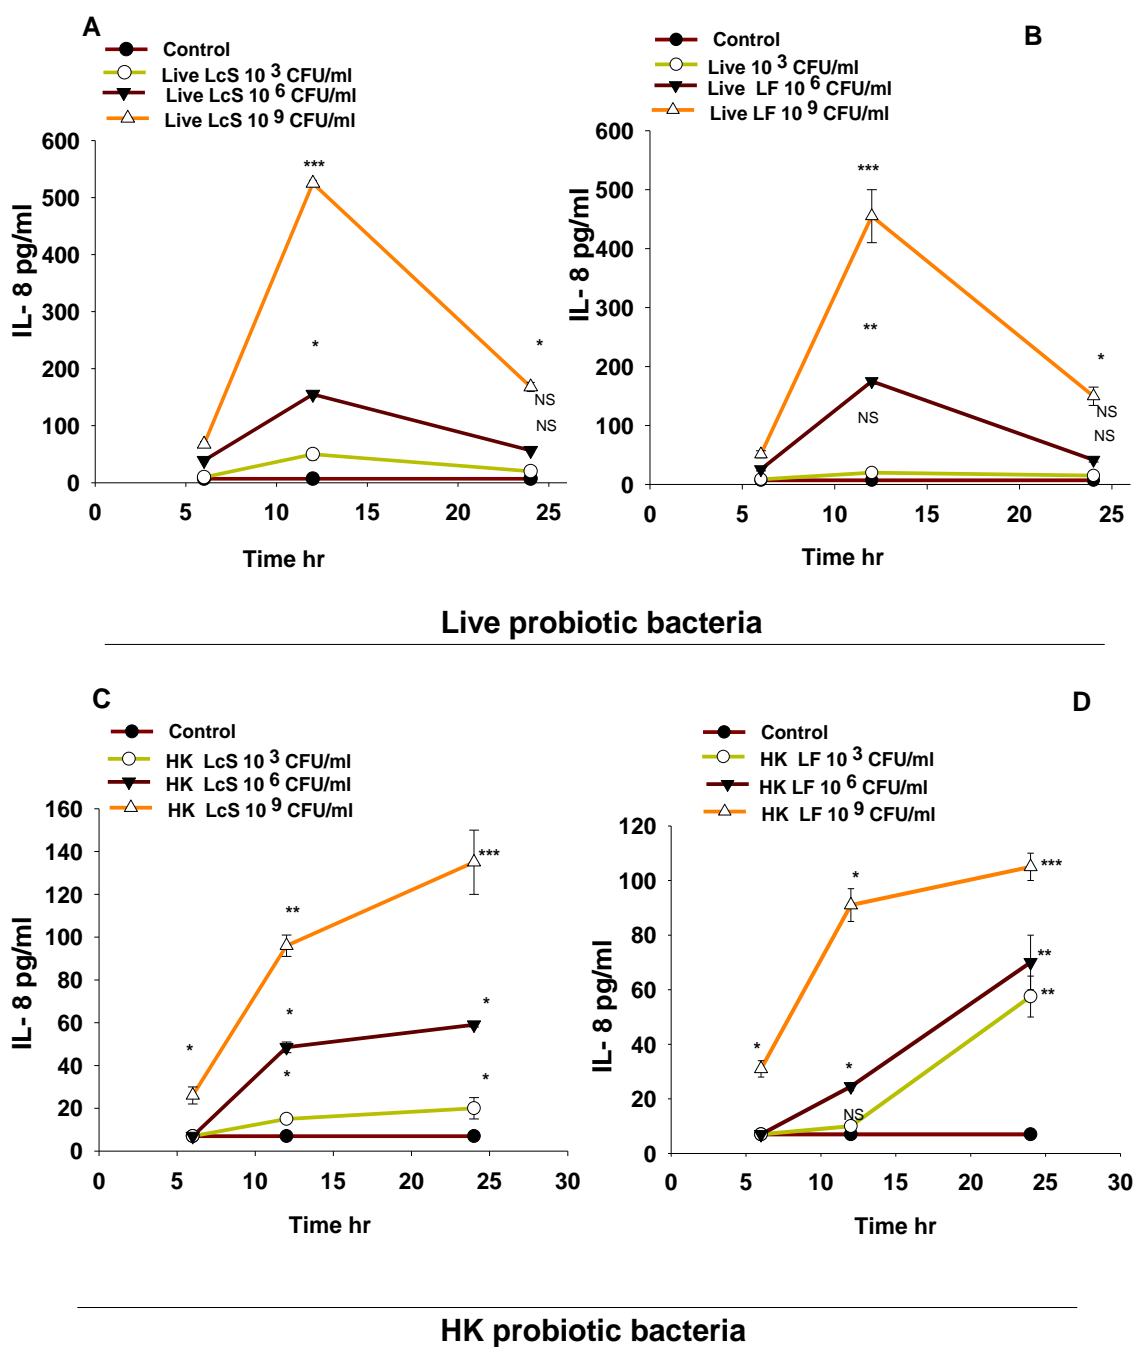 A
Control
Live LcS 10 3 CFU/ml
Live LcS 10 6 CFU/ml
Live LcS 10 9 CFU/ml
600
500
400
300
200
100
0
IL- 8 pg/ml
***
*
*
NS
NS
0 5 10 15 20 25
Time hr
B
Control
Live 10 3 CFU/ml
Live LF 10 6 CFU/ml
Live LF 10 9 CFU/ml
600
500
400
300
200
100
0
IL- 8 pg/ml
***
**
NS
*
NS
NS
0 5 10 15 20 25
Time hr
Live probiotic bacteria
C
Control
HK LcS 10 3 CFU/ml
HK LcS 10 6 CFU/ml
HK LcS 10 9 CFU/ml
160
140
120
100
80
60
40
20
0
IL- 8 pg/ml
*
**
*
*
***
*
*
0 5 10 15 20 25 30
Time hr
D
Control
HK LF 10 3 CFU/ml
HK LF 10 6 CFU/ml
HK LF 10 9 CFU/ml
120
100
80
60
40
20
0
IL- 8 pg/ml
*
*
*
NS
***
**
**
0 5 10 15 20 25 30
Time hr
HK probiotic bacteria